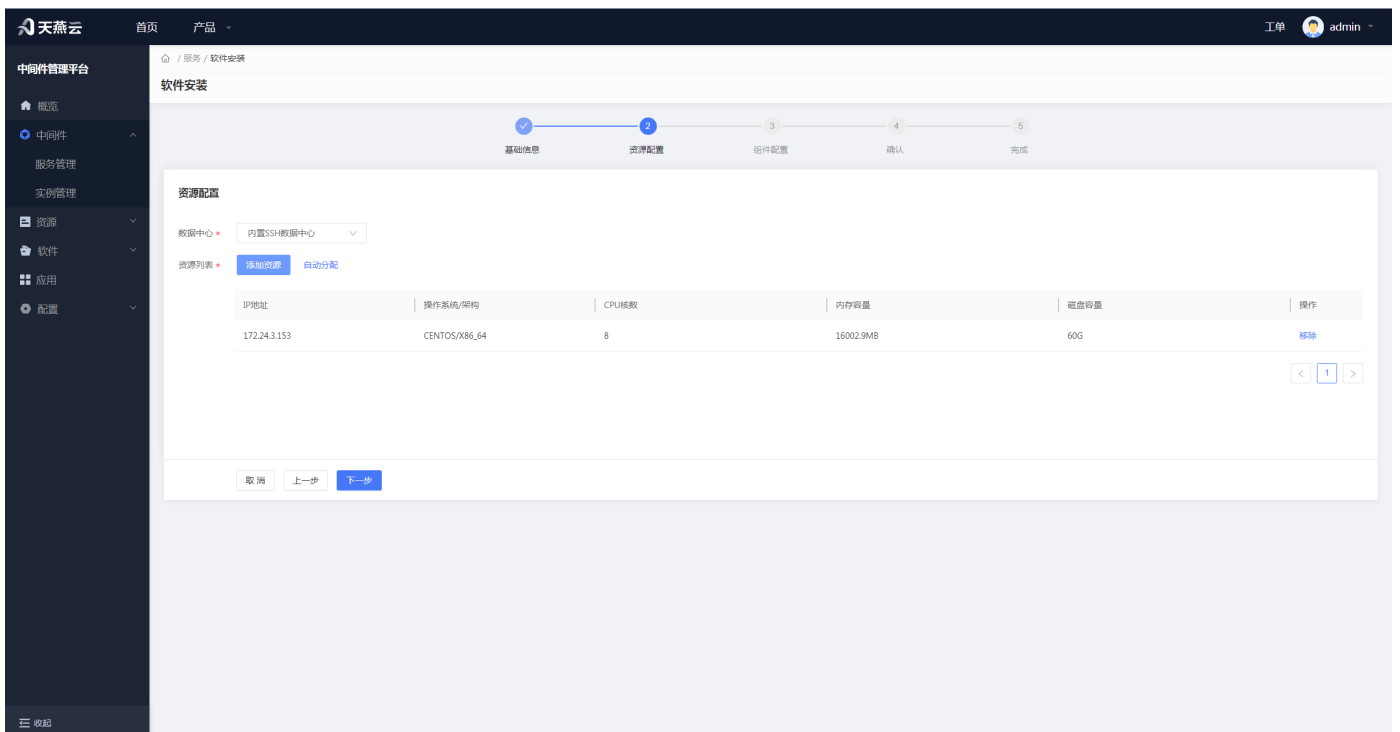 天燕云 首页 产品 工单 admin
中间件管理平台
概览
中间件
服务管理
实例管理
资源
软件
应用
配置
收起
/ 服务 / 软件安装
软件安装
2 3 4 5
基础信息 资源配置 组件配置 确认 完成
资源配置
数据中心 * 内置SSH数据中心
资源列表 * 添加资源 自动分配
IP地址 操作系统/架构 CPU核数 内存容量 磁盘容量 操作
172.24.3.153 CENTOS/X86_64 8 16002.9MB 60G 移除
< 1 >
取 消 上一步 下一步